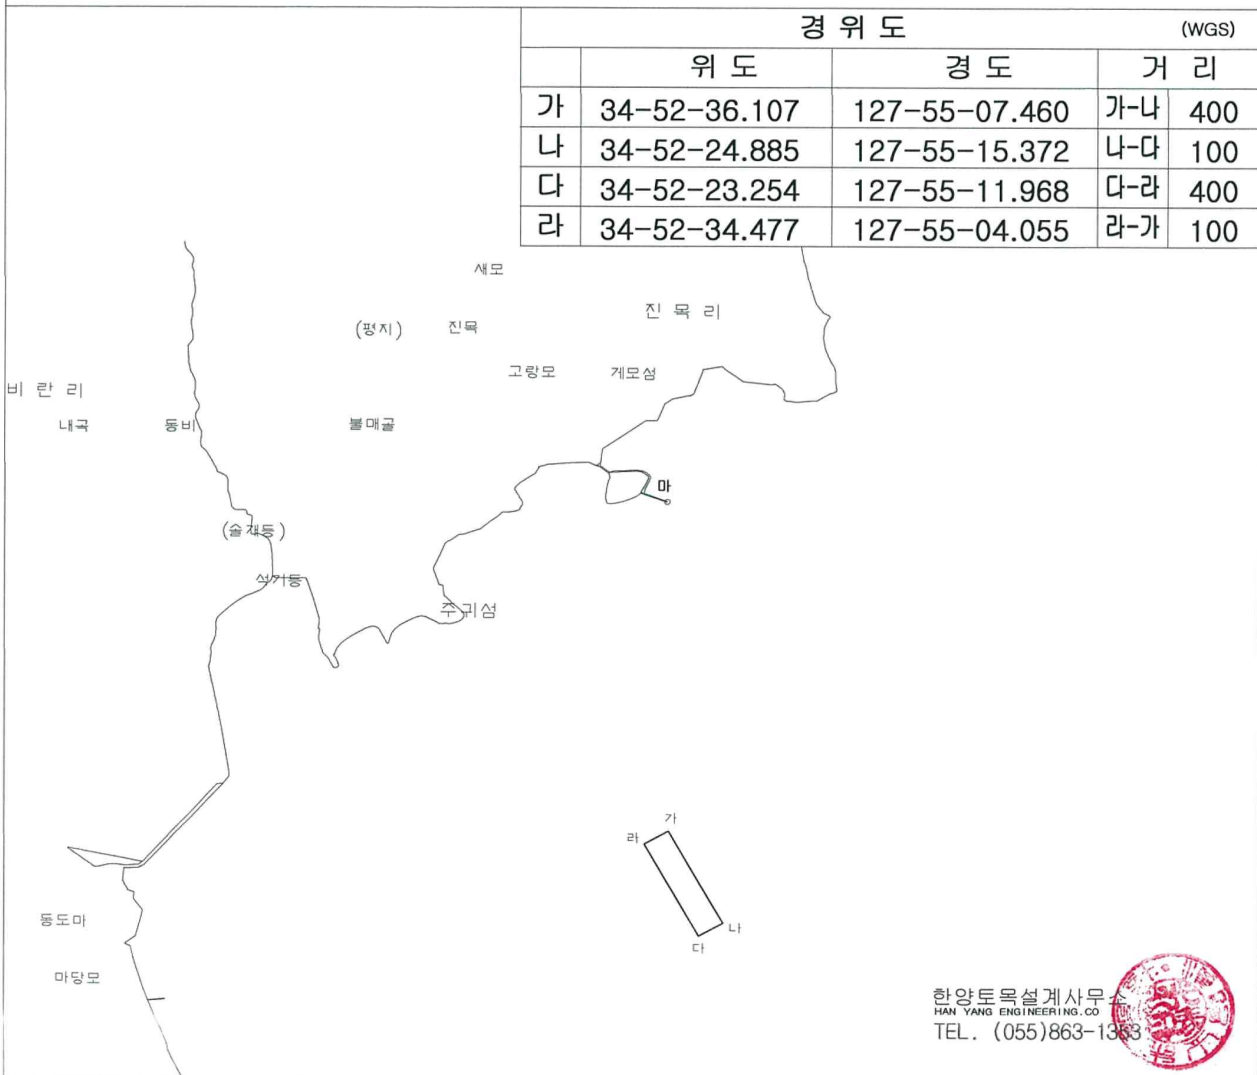 경 위 도 (WGS)
위 도 경 도 거 리
가 34-52-36.107 127-55-07.460 가-나 400
나 34-52-24.885 127-55-15.372 나-다 100
다 34-52-23.254 127-55-11.968 다-라 400
라 34-52-34.477 127-55-04.055 라-가 100
새모
진 목 리
(평지) 진목
고랑모 게모섬
비 란 리
내곡 동비 불매골
마
(솔재등)
석기등
주귀섬
가
라
나
다
동도마
마당모
한양토목설계사무소
HAN YANG ENGINEERING.CO
TEL. (055)863-1353